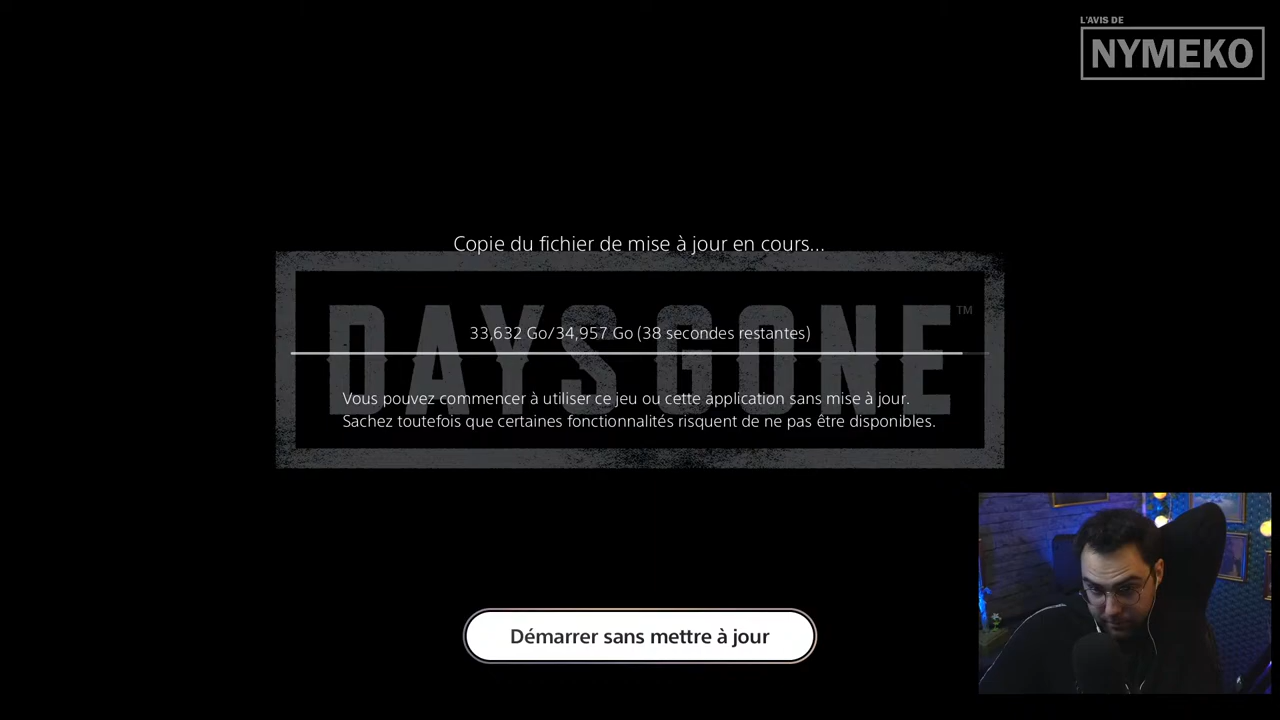 L'AVIS DE
NYMEKO
Copie du fichier de mise à jour en cours...
DAYS GONE™
33,632 Go/34,957 Go (38 secondes restantes)
Vous pouvez commencer à utiliser ce jeu ou cette application sans mise à jour.
Sachez toutefois que certaines fonctionnalités risquent de ne pas être disponibles.
Démarrer sans mettre à jour